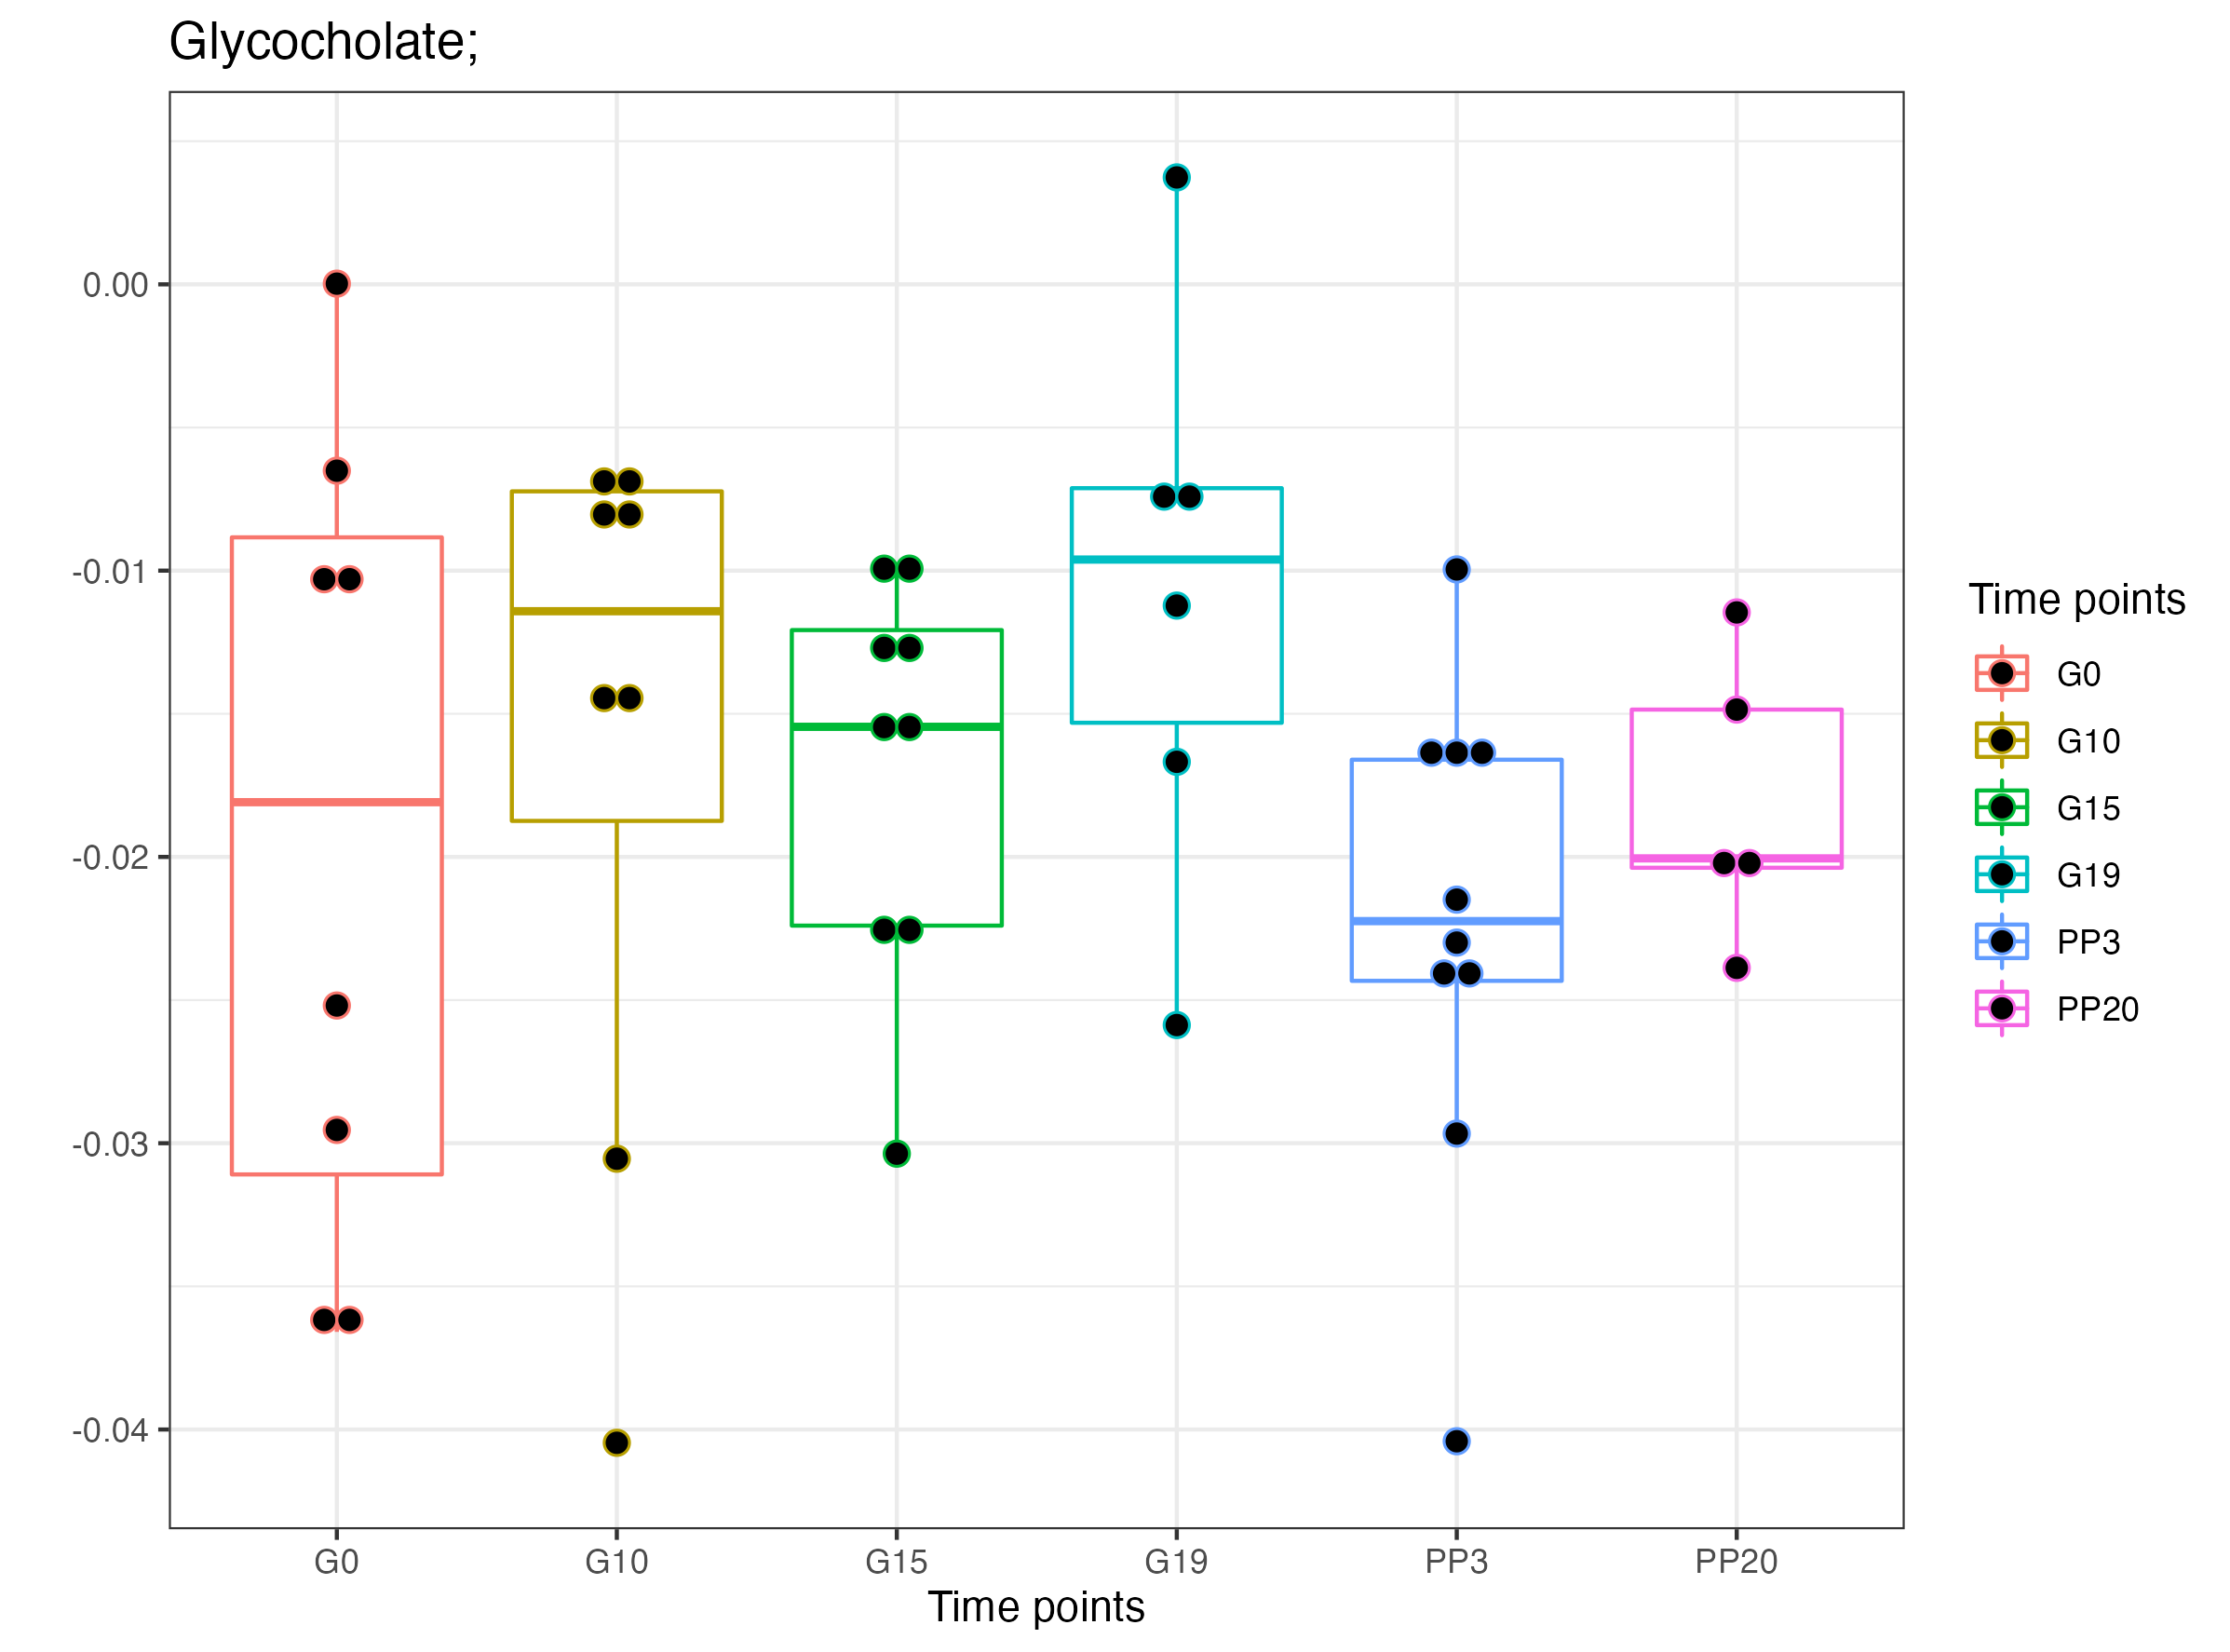 Glycocholate;
0.00
-0.01
-0.02
-0.03
-0.04
G0 G10 G15 G19 PP3 PP20
Time points
Time points
G0
G10
G15
G19
PP3
PP20